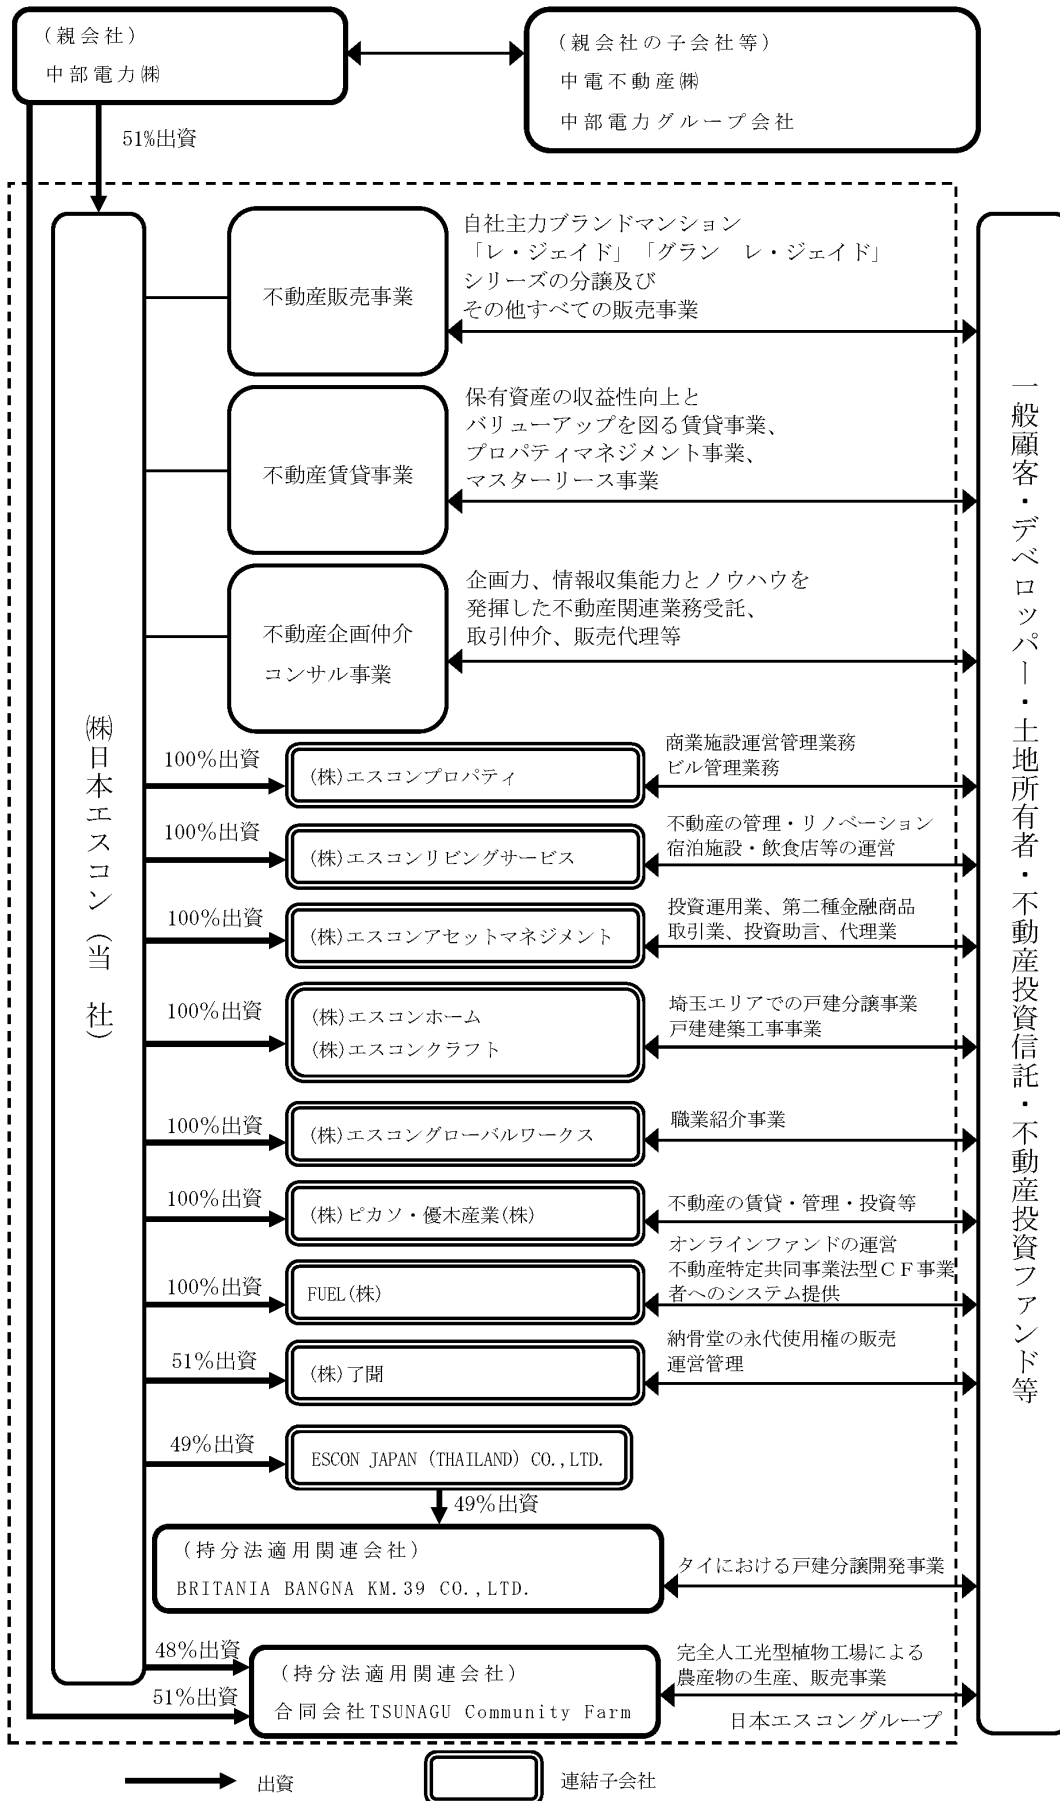 (親会社)
中部電力㈱
(親会社の子会社等)
中電不動産㈱
中部電力グループ会社
51%出資
㈱日本エスコン(当　社)
不動産販売事業
自社主力ブランドマンション
「レ・ジェイド」「グラン　レ・ジェイド」
シリーズの分譲及び
その他すべての販売事業
不動産賃貸事業
保有資産の収益性向上と
バリューアップを図る賃貸事業、
プロパティマネジメント事業、
マスターリース事業
不動産企画仲介
コンサル事業
企画力、情報収集能力とノウハウを
発揮した不動産関連業務受託、
取引仲介、販売代理等
100%出資
(株)エスコンプロパティ
商業施設運営管理業務
ビル管理業務
100%出資
(株)エスコンリビングサービス
不動産の管理・リノベーション
宿泊施設・飲食店等の運営
100%出資
(株)エスコンアセットマネジメント
投資運用業、第二種金融商品
取引業、投資助言、代理業
100%出資
(株)エスコンホーム
(株)エスコンクラフト
埼玉エリアでの戸建分譲事業
戸建建築工事事業
100%出資
(株)エスコングローバルワークス
職業紹介事業
100%出資
(株)ピカソ・優木産業(株)
不動産の賃貸・管理・投資等
100%出資
FUEL(株)
オンラインファンドの運営
不動産特定共同事業法型CF事業
者へのシステム提供
51%出資
(株)了聞
納骨堂の永代使用権の販売
運営管理
49%出資
ESCON JAPAN (THAILAND) CO.,LTD.
49%出資
(持分法適用関連会社)
BRITANIA BANGNA KM.39 CO.,LTD.
タイにおける戸建分譲開発事業
48%出資
51%出資
(持分法適用関連会社)
合同会社TSUNAGU Community Farm
完全人工光型植物工場による
農産物の生産、販売事業
日本エスコングループ
一般顧客・デベロッパー・土地所有者・不動産投資信託・不動産投資ファンド等
出資
連結子会社